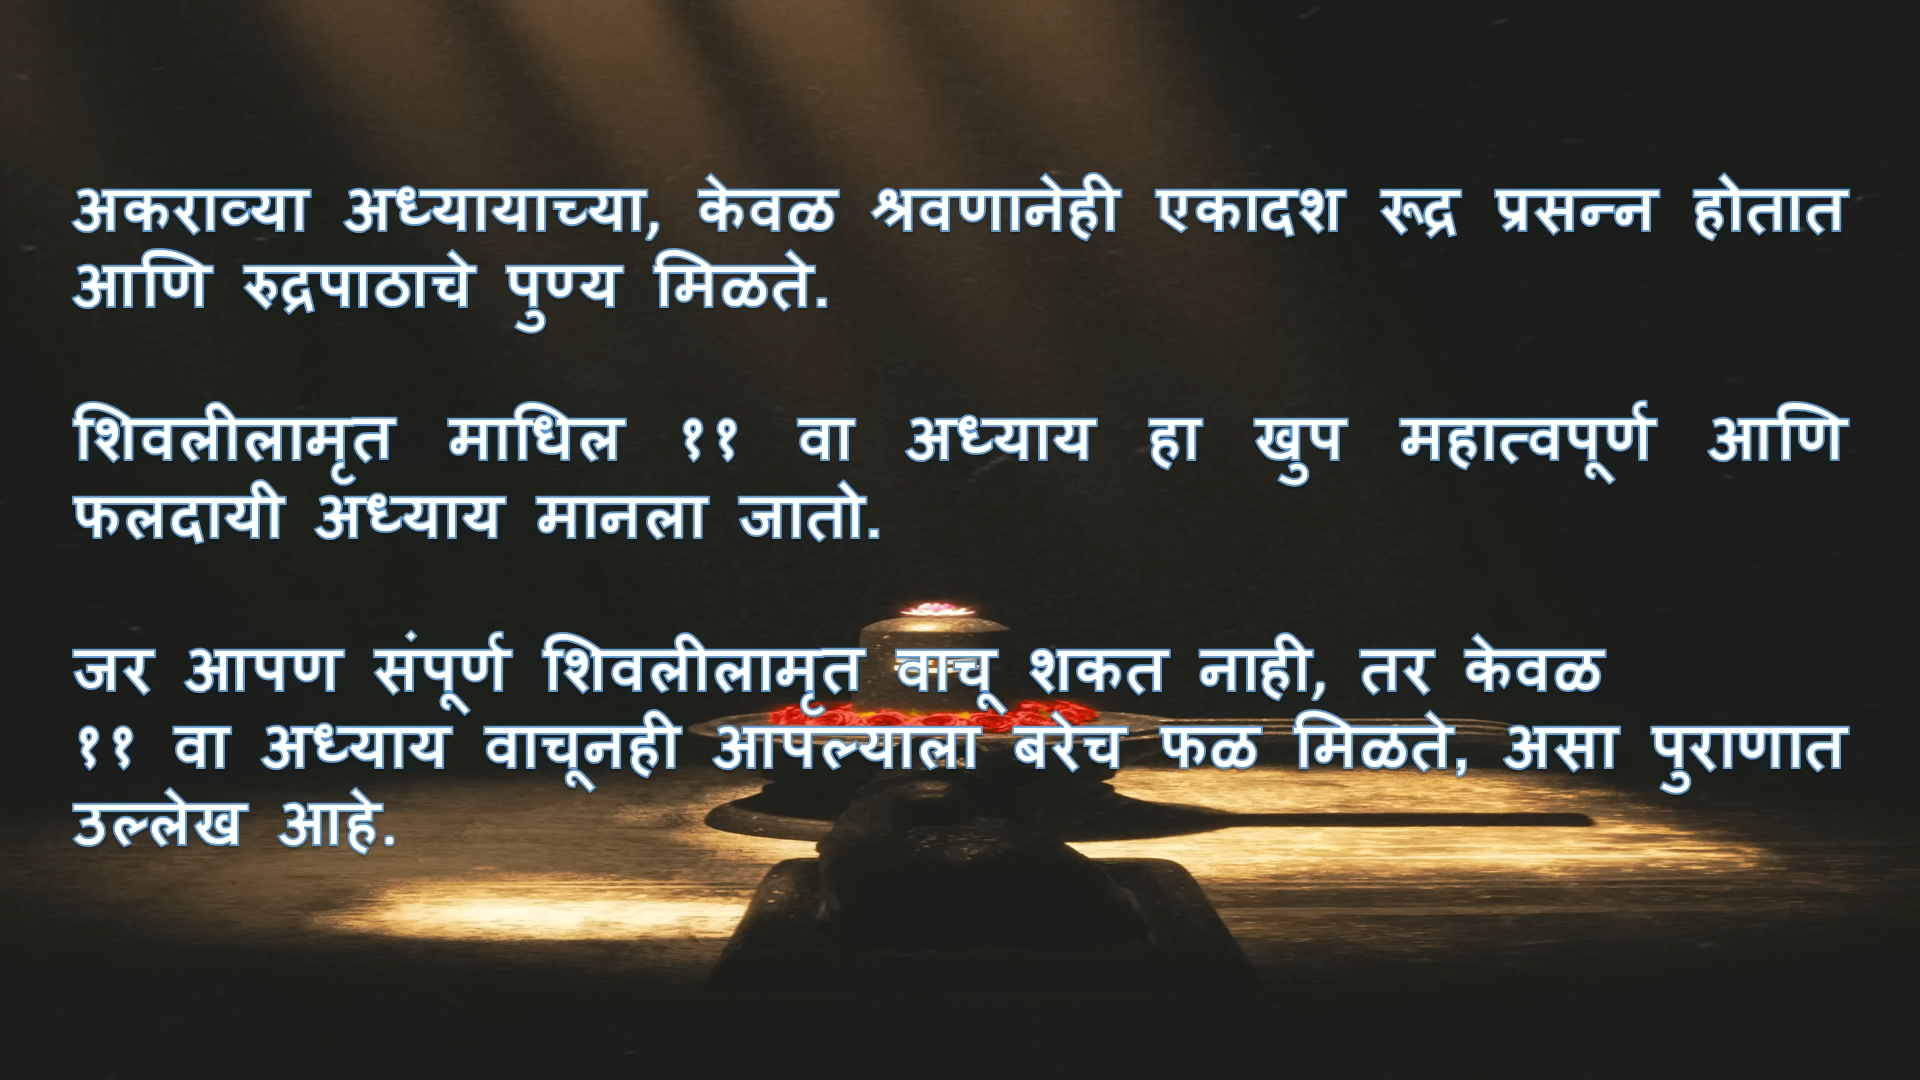 अकराव्या अध्यायाच्या, केवळ श्रवणानेही एकादश रूद्र प्रसन्न होतात
आणि रुद्रपाठाचे पुण्य मिळते.
शिवलीलामृत माधिल ११ वा अध्याय हा खुप महात्वपूर्ण आणि
फलदायी अध्याय मानला जातो.
जर आपण संपूर्ण शिवलीलामृत वाचू शकत नाही, तर केवळ
११ वा अध्याय वाचूनही आपल्याला बरेच फळ मिळते, असा पुराणात
उल्लेख आहे.